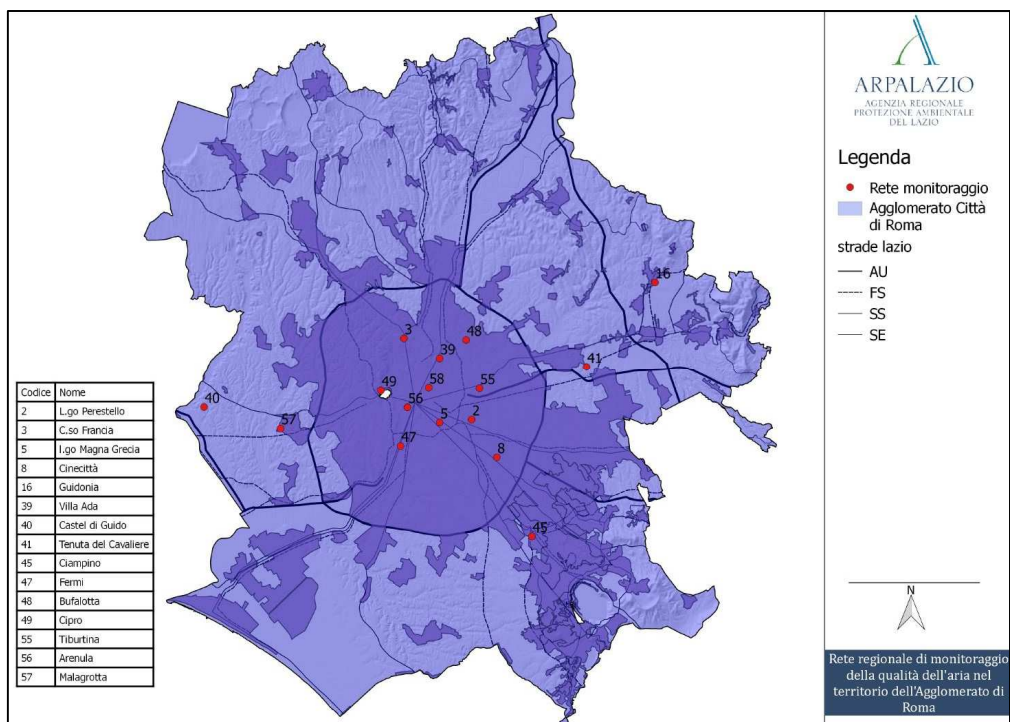 ARPALAZIO
AGENZIA REGIONALE
PROTEZIONE AMBIENTALE
DEL LAZIO
Legenda
Rete monitoraggio
Agglomerato Città
di Roma
strade lazio
AU
FS
SS
SE
N
Rete regionale di monitoraggio
della qualità dell'aria nel
territorio dell'Agglomerato di
Roma
16
3
48
39
41
49
58
55
40
56
57
5
2
47
8
45
Codice Nome
2 L.go Perestello
3 C.so Francia
5 l.go Magna Grecia
8 Cinecittà
16 Guidonia
39 Villa Ada
40 Castel di Guido
41 Tenuta del Cavaliere
45 Ciampino
47 Fermi
48 Bufalotta
49 Cipro
55 Tiburtina
56 Arenula
57 Malagrotta